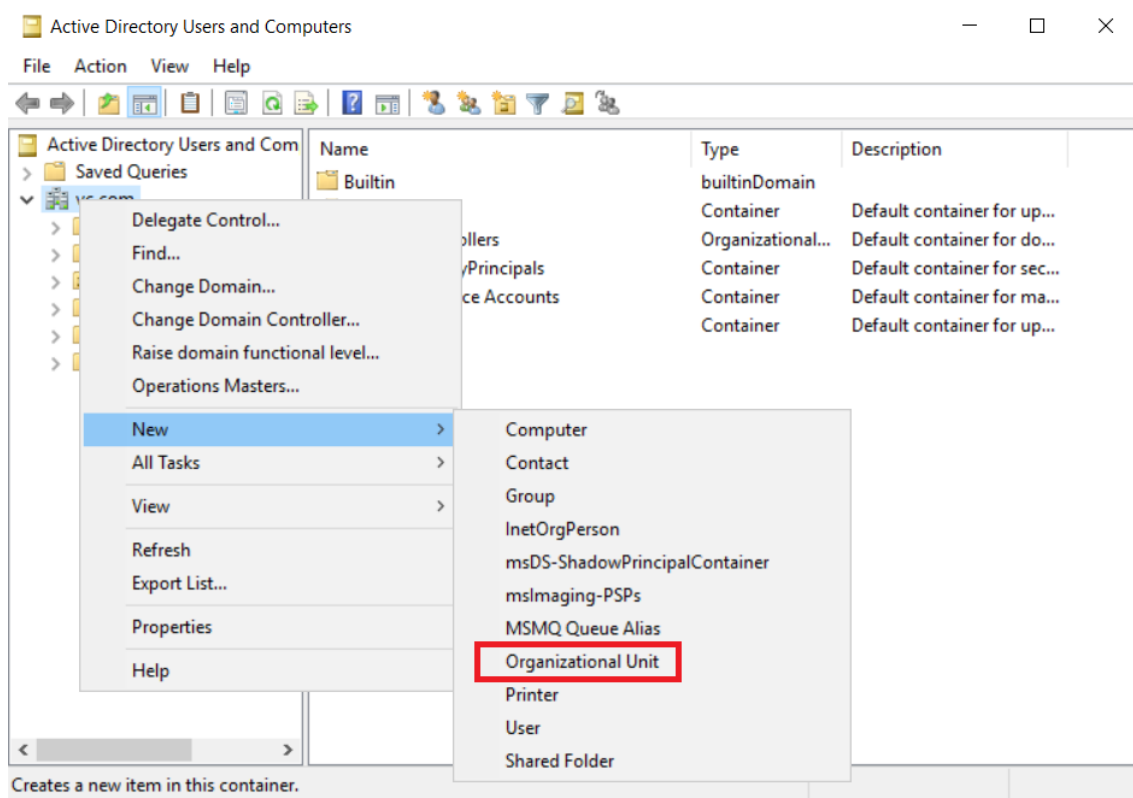 Active Directory Users and Computers
File Action View Help
Active Directory Users and Com
Name Type Description
Saved Queries
Builtin builtinDomain
Container Default container for up...
ollers Organizational... Default container for do...
yPrincipals Container Default container for sec...
ce Accounts Container Default container for ma...
Container Default container for up...
Delegate Control...
Find...
Change Domain...
Change Domain Controller...
Raise domain functional level...
Operations Masters...
New
All Tasks
View
Refresh
Export List...
Properties
Help
Computer
Contact
Group
InetOrgPerson
msDS-ShadowPrincipalContainer
msImaging-PSPs
MSMQ Queue Alias
Organizational Unit
Printer
User
Shared Folder
Creates a new item in this container.